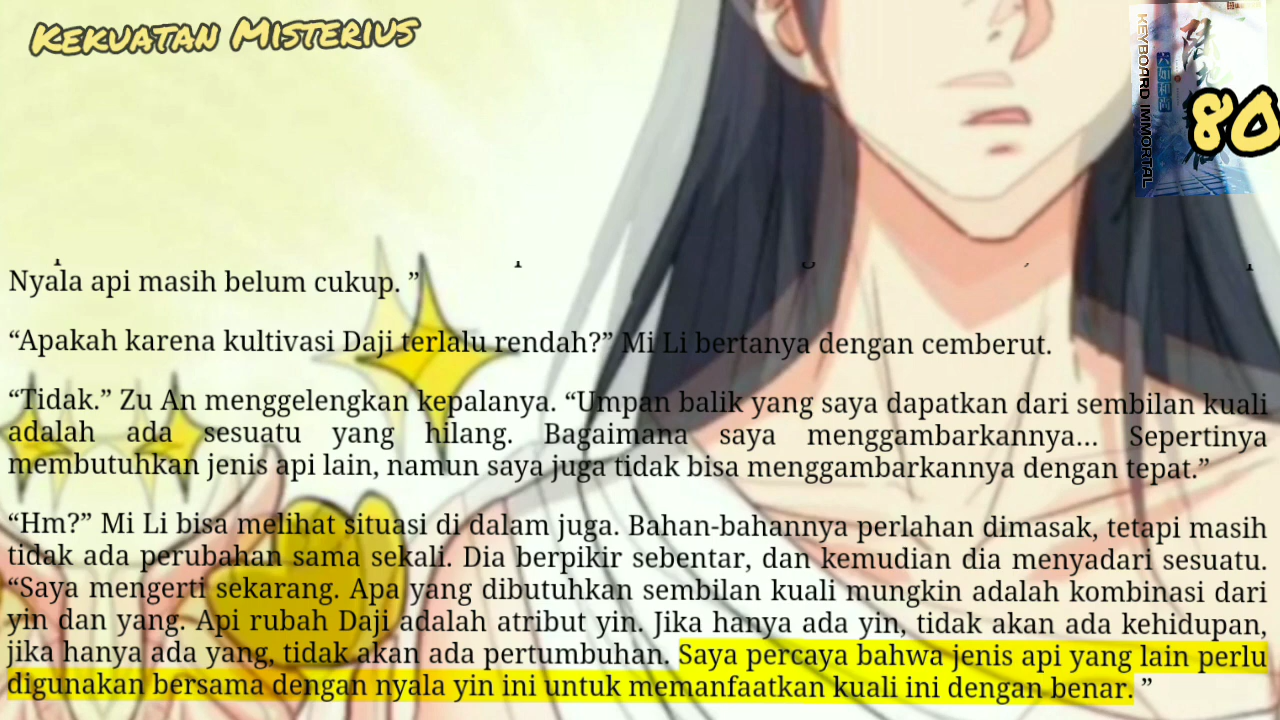 Kekuatan Misterius
KEYBOARD IMMORTAL
80
Nyala api masih belum cukup. ”
“Apakah karena kultivasi Daji terlalu rendah?” Mi Li bertanya dengan cemberut.
“Tidak.” Zu An menggelengkan kepalanya. “Umpan balik yang saya dapatkan dari sembilan kuali
adalah ada sesuatu yang hilang. Bagaimana saya menggambarkannya... Sepertinya
membutuhkan jenis api lain, namun saya juga tidak bisa menggambarkannya dengan tepat.”
“Hm?” Mi Li bisa melihat situasi di dalam juga. Bahan-bahannya perlahan dimasak, tetapi masih
tidak ada perubahan sama sekali. Dia berpikir sebentar, dan kemudian dia menyadari sesuatu.
“Saya mengerti sekarang. Apa yang dibutuhkan sembilan kuali mungkin adalah kombinasi dari
yin dan yang. Api rubah Daji adalah atribut yin. Jika hanya ada yin, tidak akan ada kehidupan,
jika hanya ada yang, tidak akan ada pertumbuhan. Saya percaya bahwa jenis api yang lain perlu
digunakan bersama dengan nyala yin ini untuk memanfaatkan kuali ini dengan benar. ”